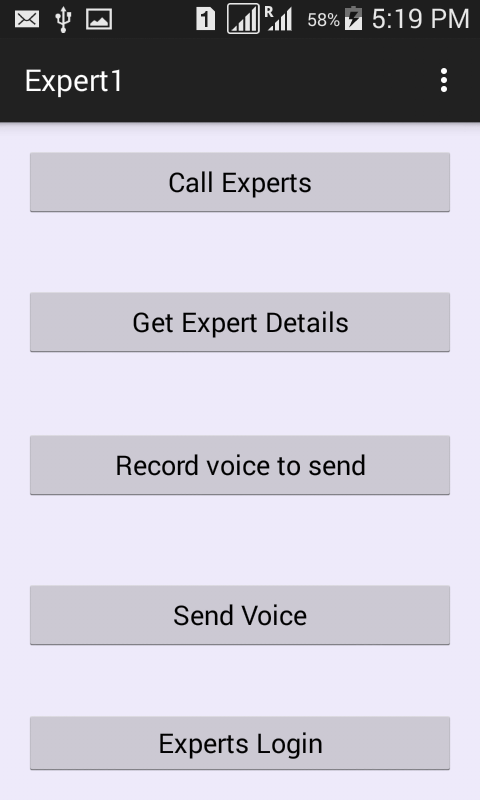 1 R 58% 5:19 PM
Expert1
Call Experts
Get Expert Details
Record voice to send
Send Voice
Experts Login